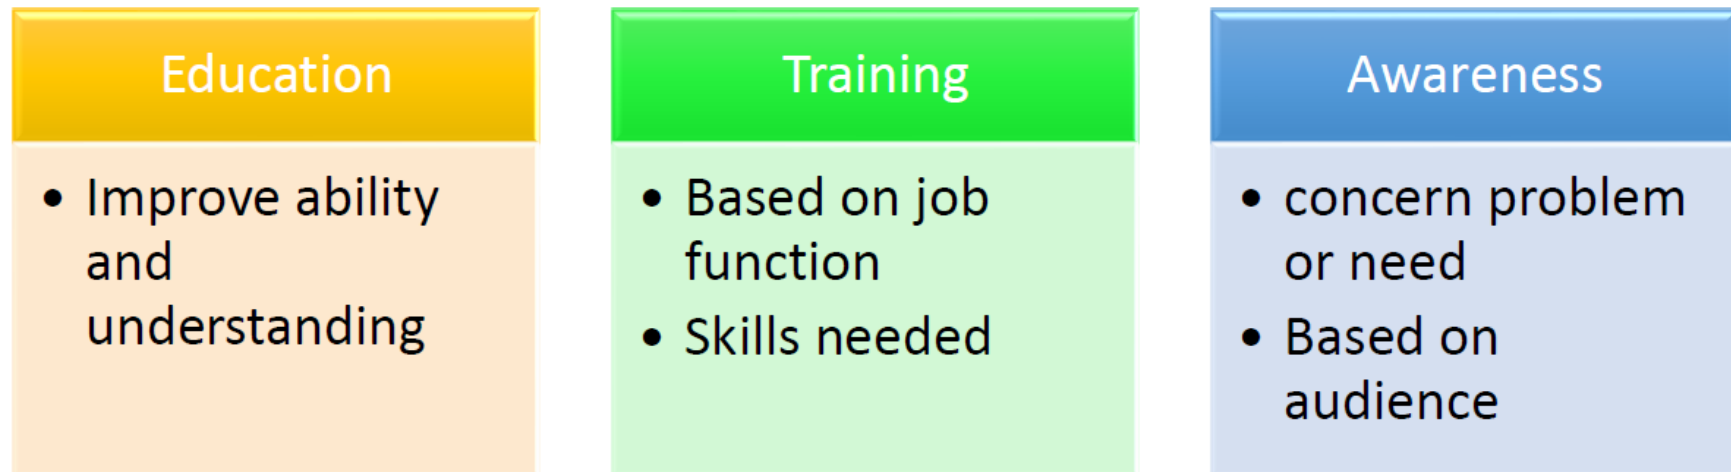 Education
• Improve ability
and
understanding
Training
• Based on job
function
• Skills needed
Awareness
• concern problem
or need
• Based on
audience